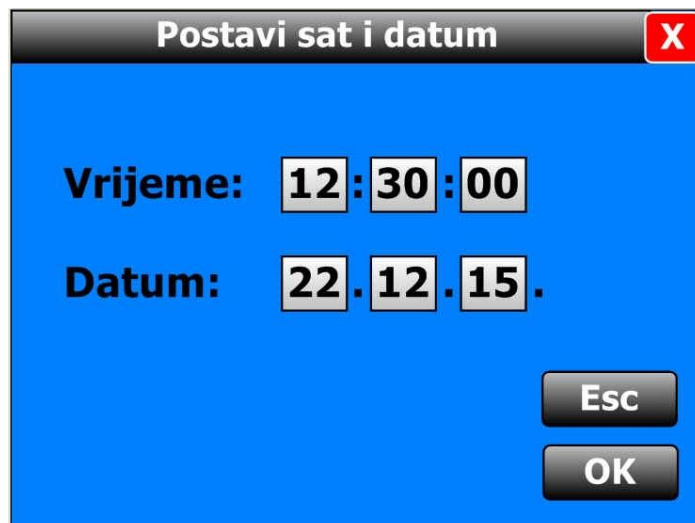 Postavi sat i datum X
Vrijeme: 12:30:00
Datum: 22.12.15.
Esc
OK